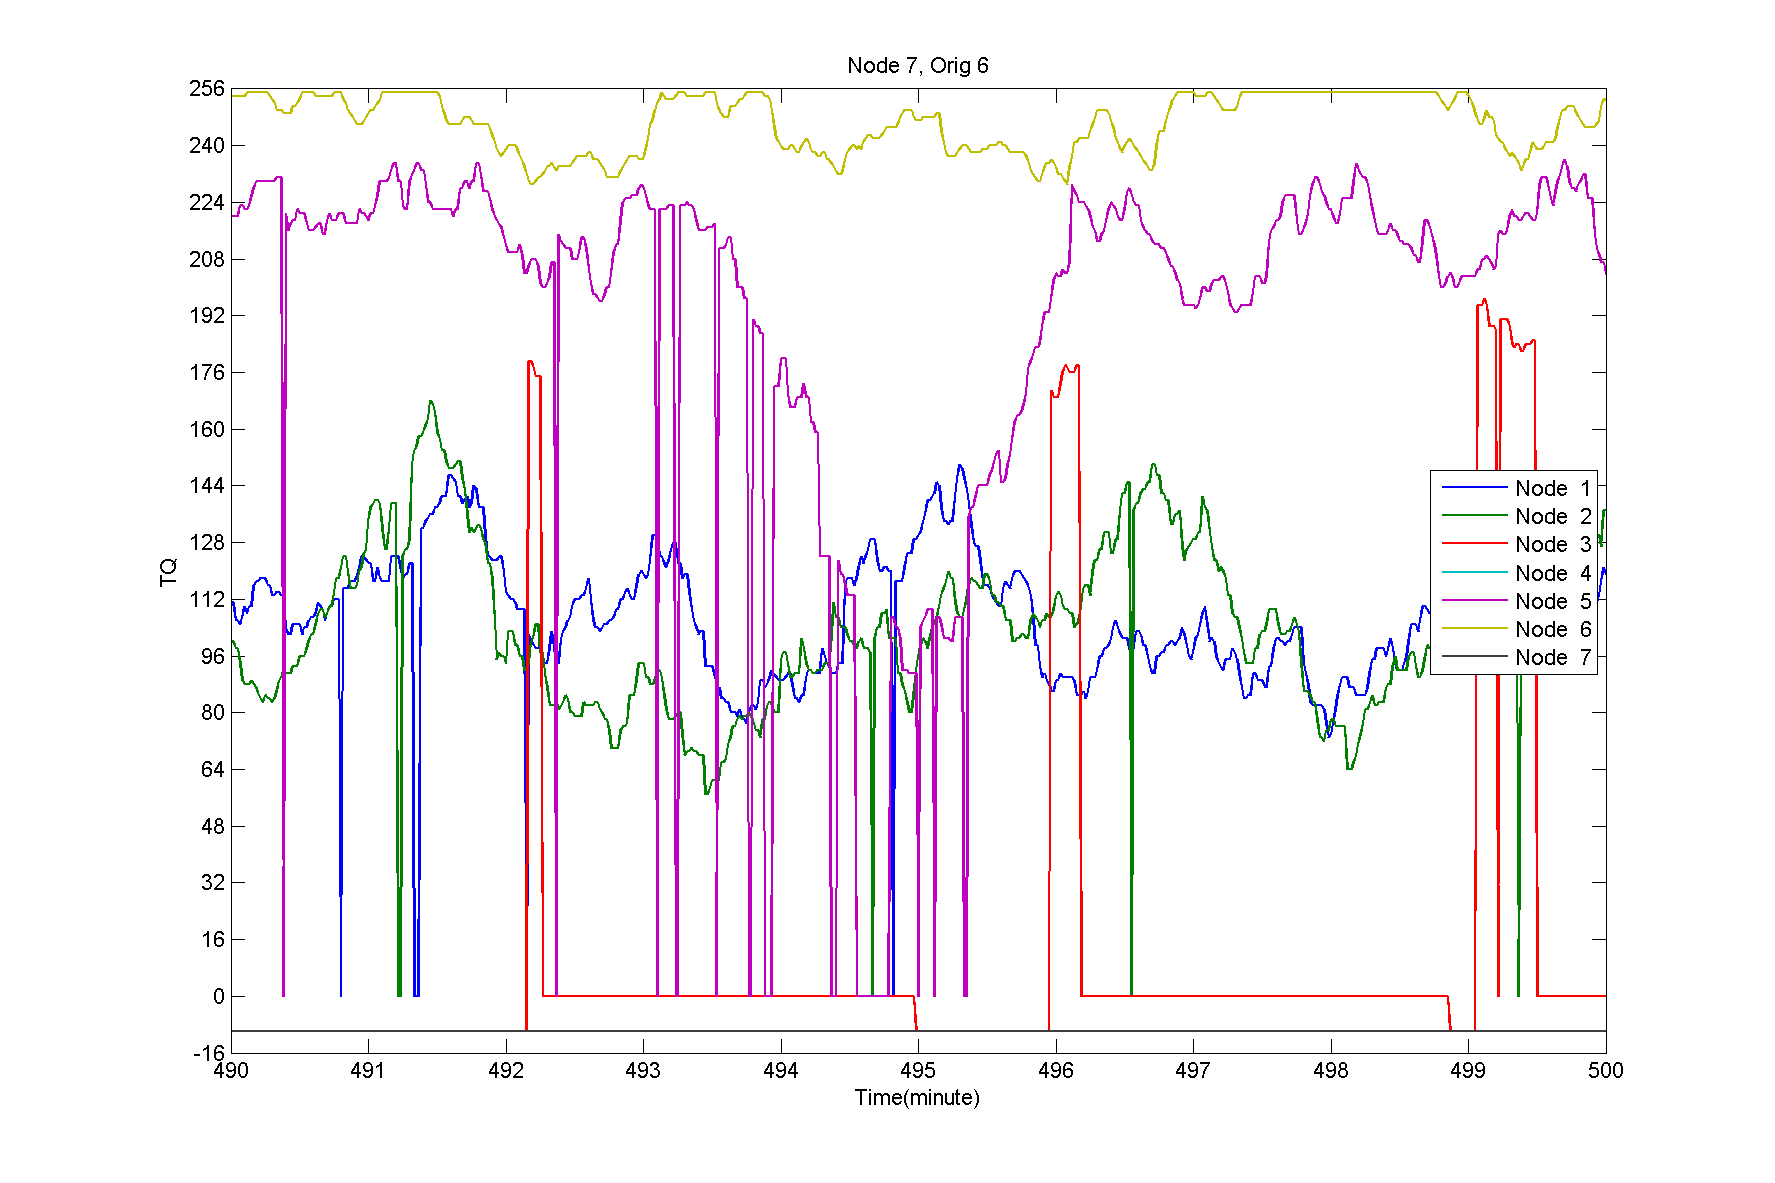 Node 7, Orig 6
256
240
224
208
192
176
160
144
128
112
96
80
64
48
32
16
0
-16
TQ
Node 1
Node 2
Node 3
Node 4
Node 5
Node 6
Node 7
490 491 492 493 494 495 496 497 498 499 500
Time(minute)